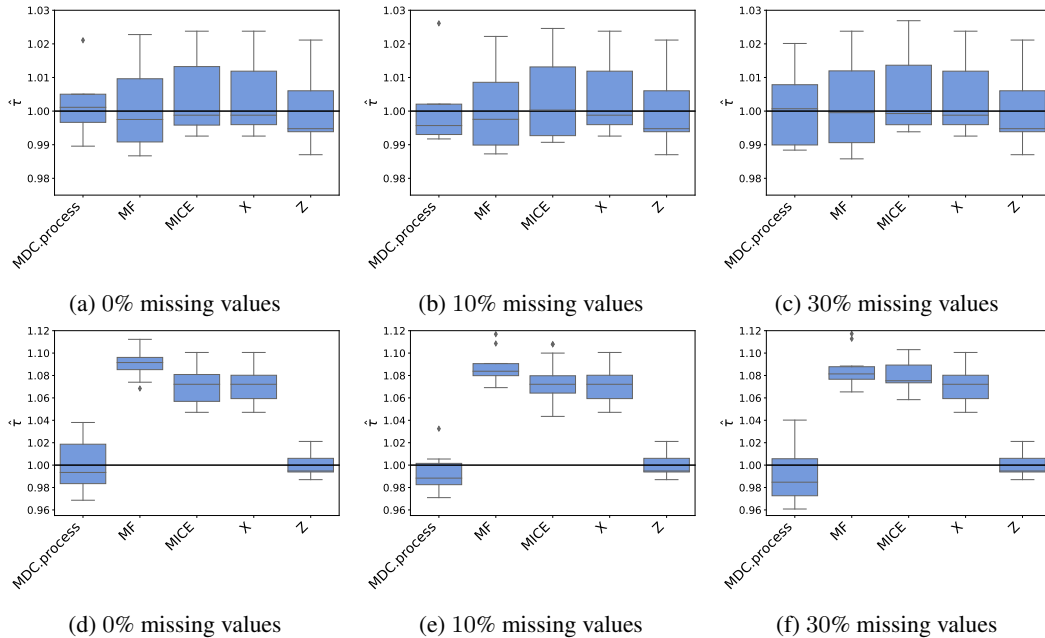 1.03 1.03 1.03
1.02 1.02 1.02
1.01 1.01 1.01
τ̂ 1.00 τ̂ 1.00 τ̂ 1.00
0.99 0.99 0.99
0.98 0.98 0.98
MDC.process MF MICE X Z MDC.process MF MICE X Z MDC.process MF MICE X Z
(a) 0% missing values (b) 10% missing values (c) 30% missing values
1.12 1.12 1.12
1.10 1.10 1.10
1.08 1.08 1.08
1.06 1.06 1.06
1.04 1.04 1.04
τ̂ 1.02 τ̂ 1.02 τ̂ 1.02
1.00 1.00 1.00
0.98 0.98 0.98
0.96 0.96 0.96
MDC.process MF MICE X Z MDC.process MF MICE X Z MDC.process MF MICE X Z
(d) 0% missing values (e) 10% missing values (f) 30% missing values